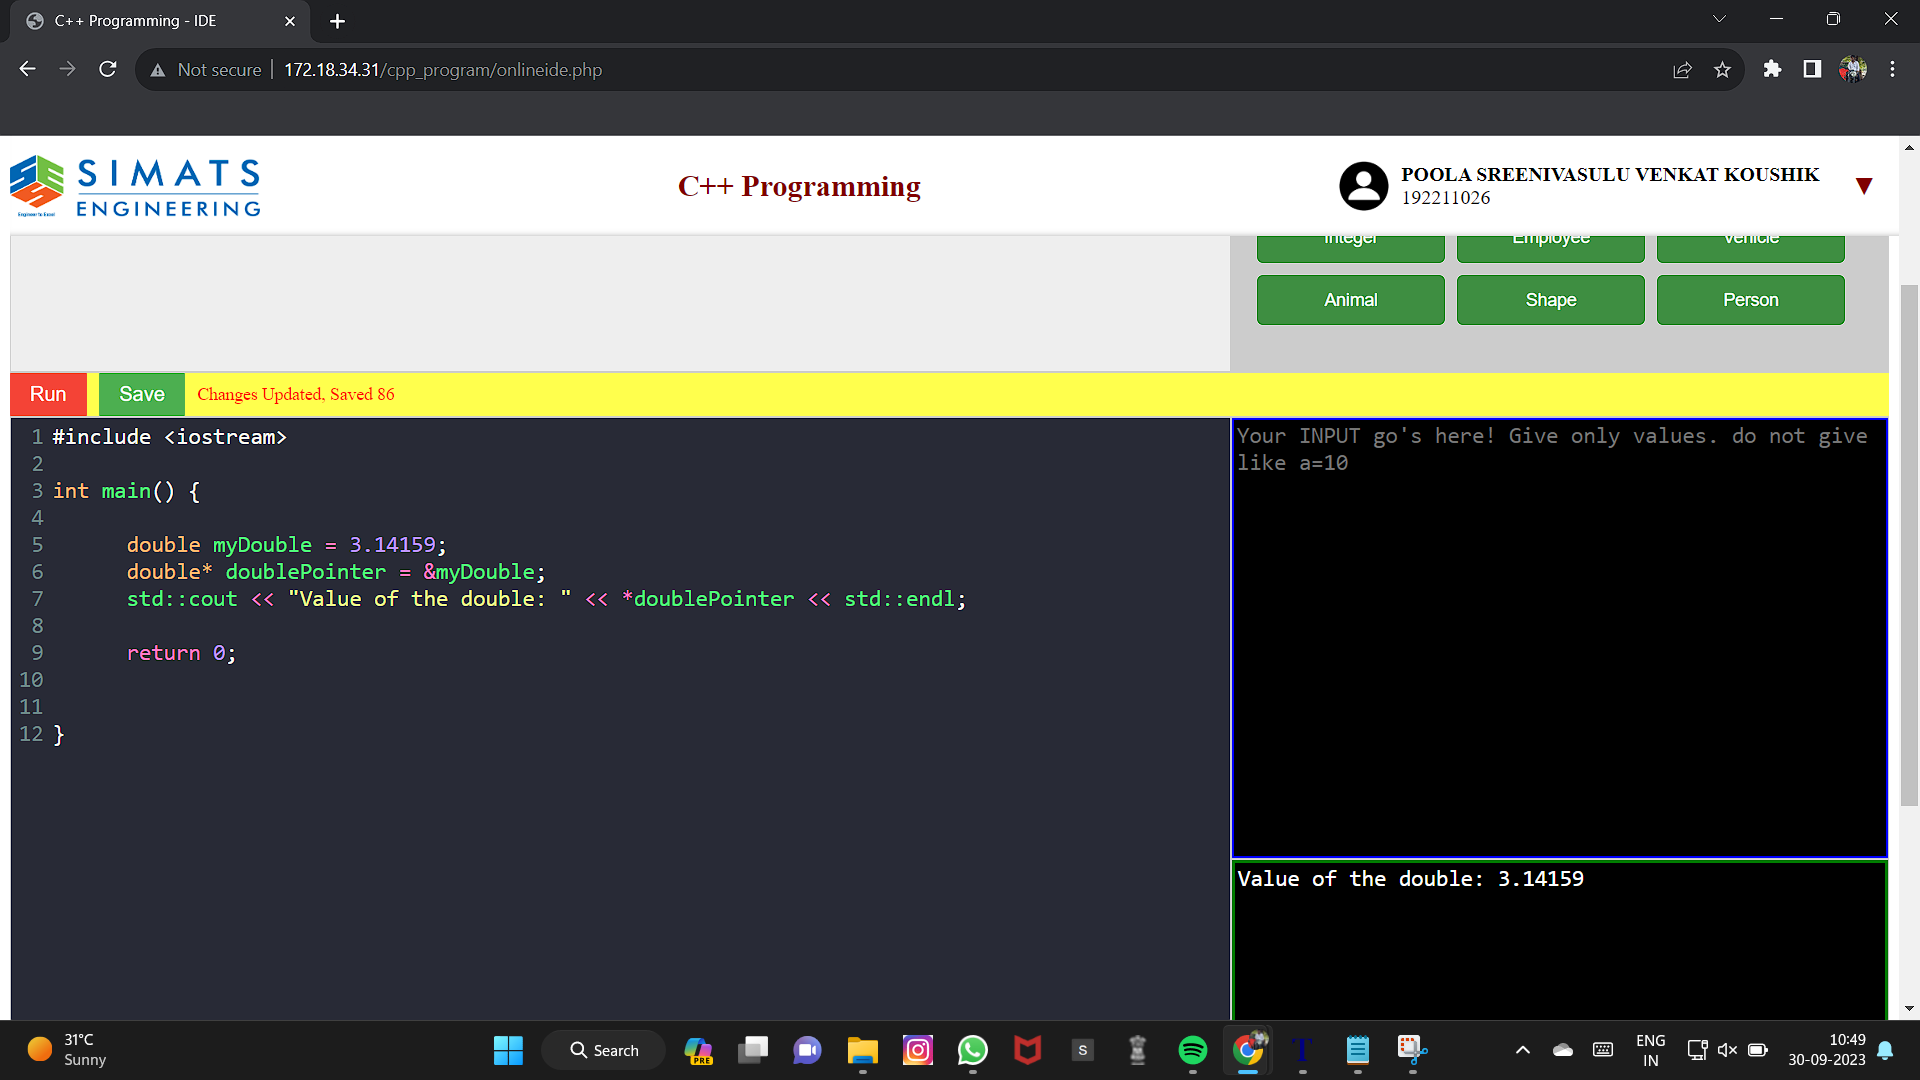 C++ Programming - IDE
Not secure
172.18.34.31/cpp_program/onlineide.php
SIMATS
ENGINEERING
Engineer to Excel
C++ Programming
POOLA SREENIVASULU VENKAT KOUSHIK
192211026
Integer
Employee
Vehicle
Animal
Shape
Person
Run
Save
Changes Updated, Saved 86
1 #include <iostream>
2
3 int main() {
4
5 double myDouble = 3.14159;
6 double* doublePointer = &myDouble;
7 std::cout << "Value of the double: " << *doublePointer << std::endl;
8
9 return 0;
10
11
12 }
Your INPUT go's here! Give only values. do not give
like a=10
Value of the double: 3.14159
31°C
Sunny
Search
PRE
S
T
ENG
IN
10:49
30-09-2023